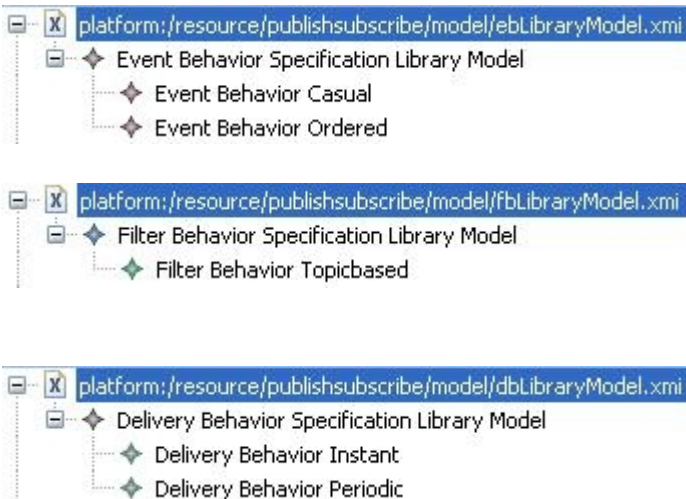 platform:/resource/publishsubscribe/model/ebLibraryModel.xmi
Event Behavior Specification Library Model
Event Behavior Casual
Event Behavior Ordered
platform:/resource/publishsubscribe/model/fbLibraryModel.xmi
Filter Behavior Specification Library Model
Filter Behavior Topicbased
platform:/resource/publishsubscribe/model/dbLibraryModel.xmi
Delivery Behavior Specification Library Model
Delivery Behavior Instant
Delivery Behavior Periodic